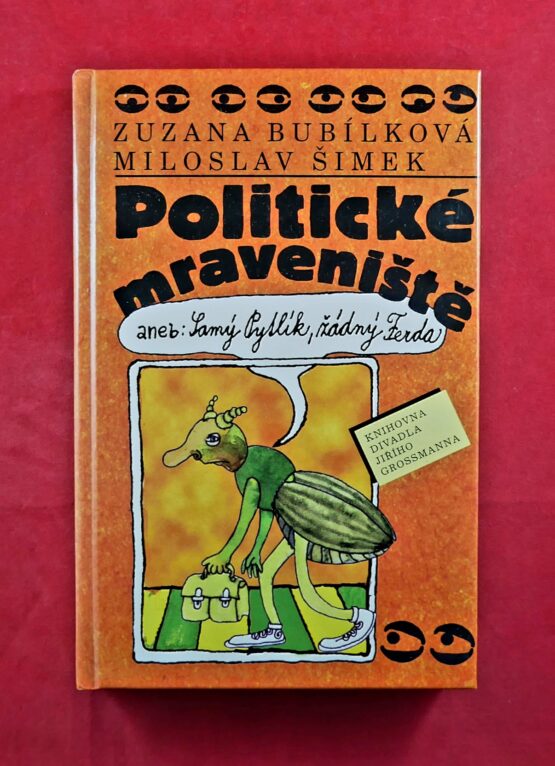 ZUZANA BUBÍLKOVÁ
MILOSLAV ŠIMEK
Politické
mraveniště
aneb: Samý Pytlík, žádný Ferda
KNIHOVNA
DIVADLA
JIŘÍHO
GROSSMANNA